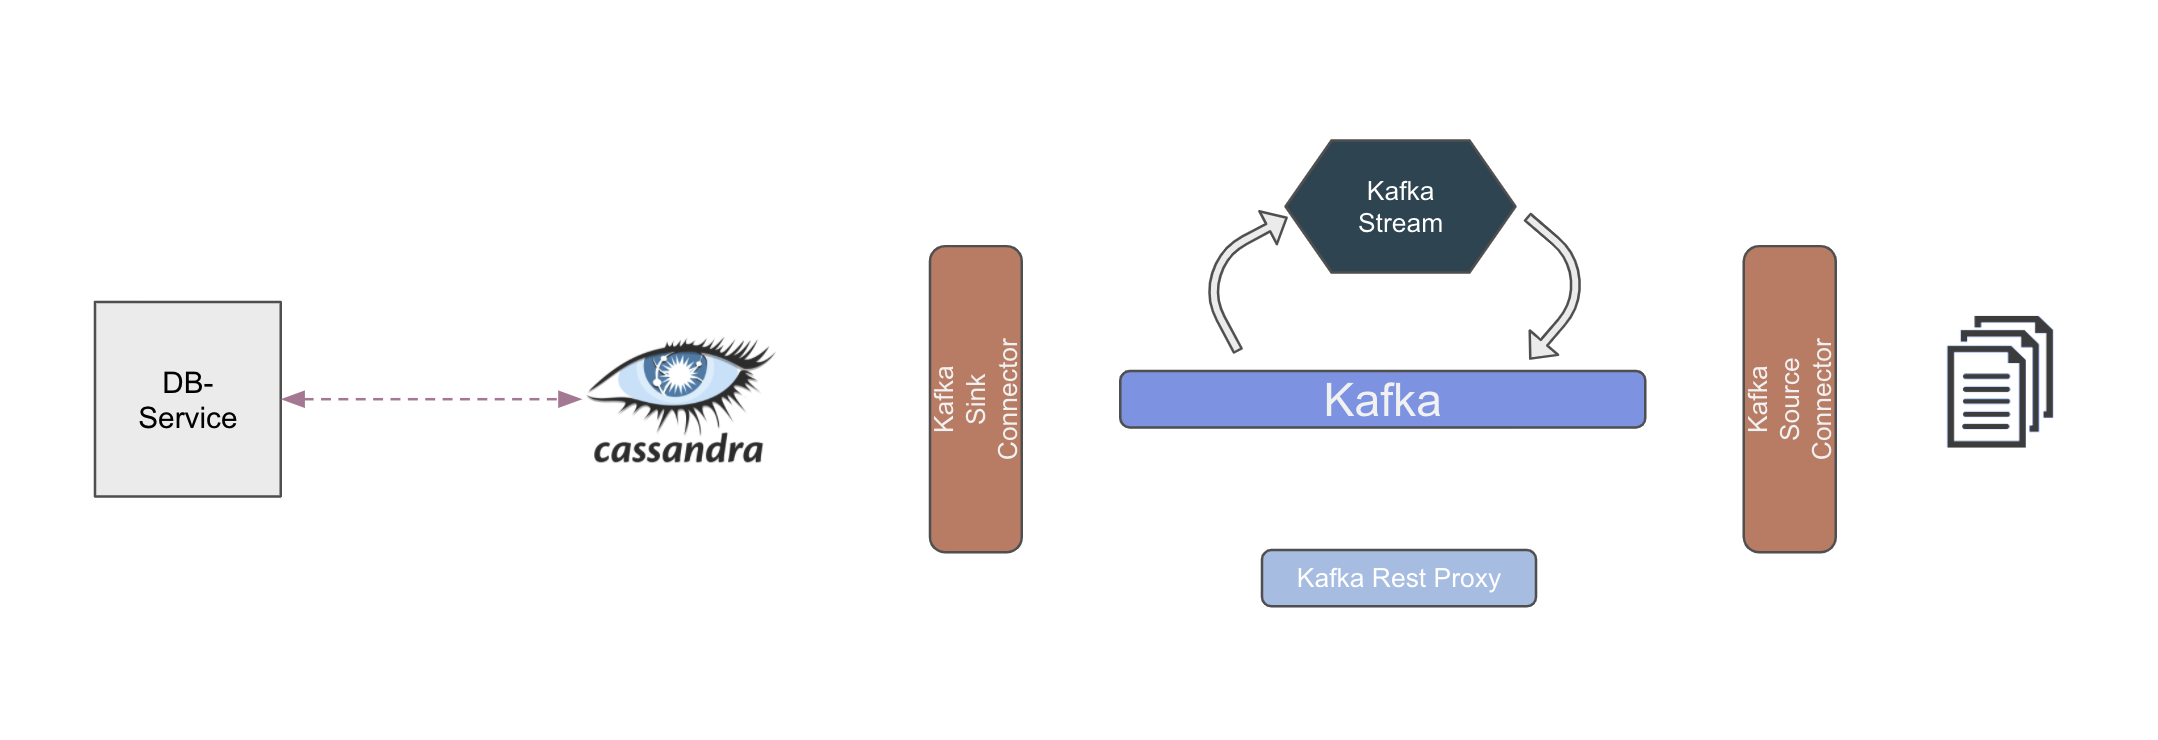 DB-
Service
cassandra
Kafka
Sink
Connector
Kafka
Stream
Kafka
Kafka Rest Proxy
Kafka
Source
Connector